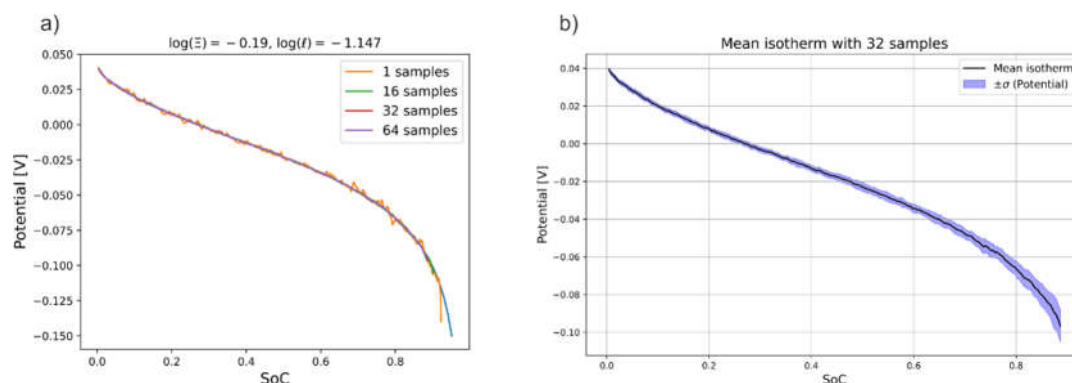 a)
log(Ξ) = −0.19, log(ℓ) = −1.147
0.050
0.025
0.000
−0.025
−0.050
−0.075
−0.100
−0.125
−0.150
Potential [V]
0.0 0.2 0.4 0.6 0.8
SoC
1 samples
16 samples
32 samples
64 samples
b)
Mean isotherm with 32 samples
0.04
0.02
0.00
−0.02
−0.04
−0.06
−0.08
−0.10
Potential [V]
0.0 0.2 0.4 0.6 0.8
SoC
Mean isotherm
±σ (Potential)